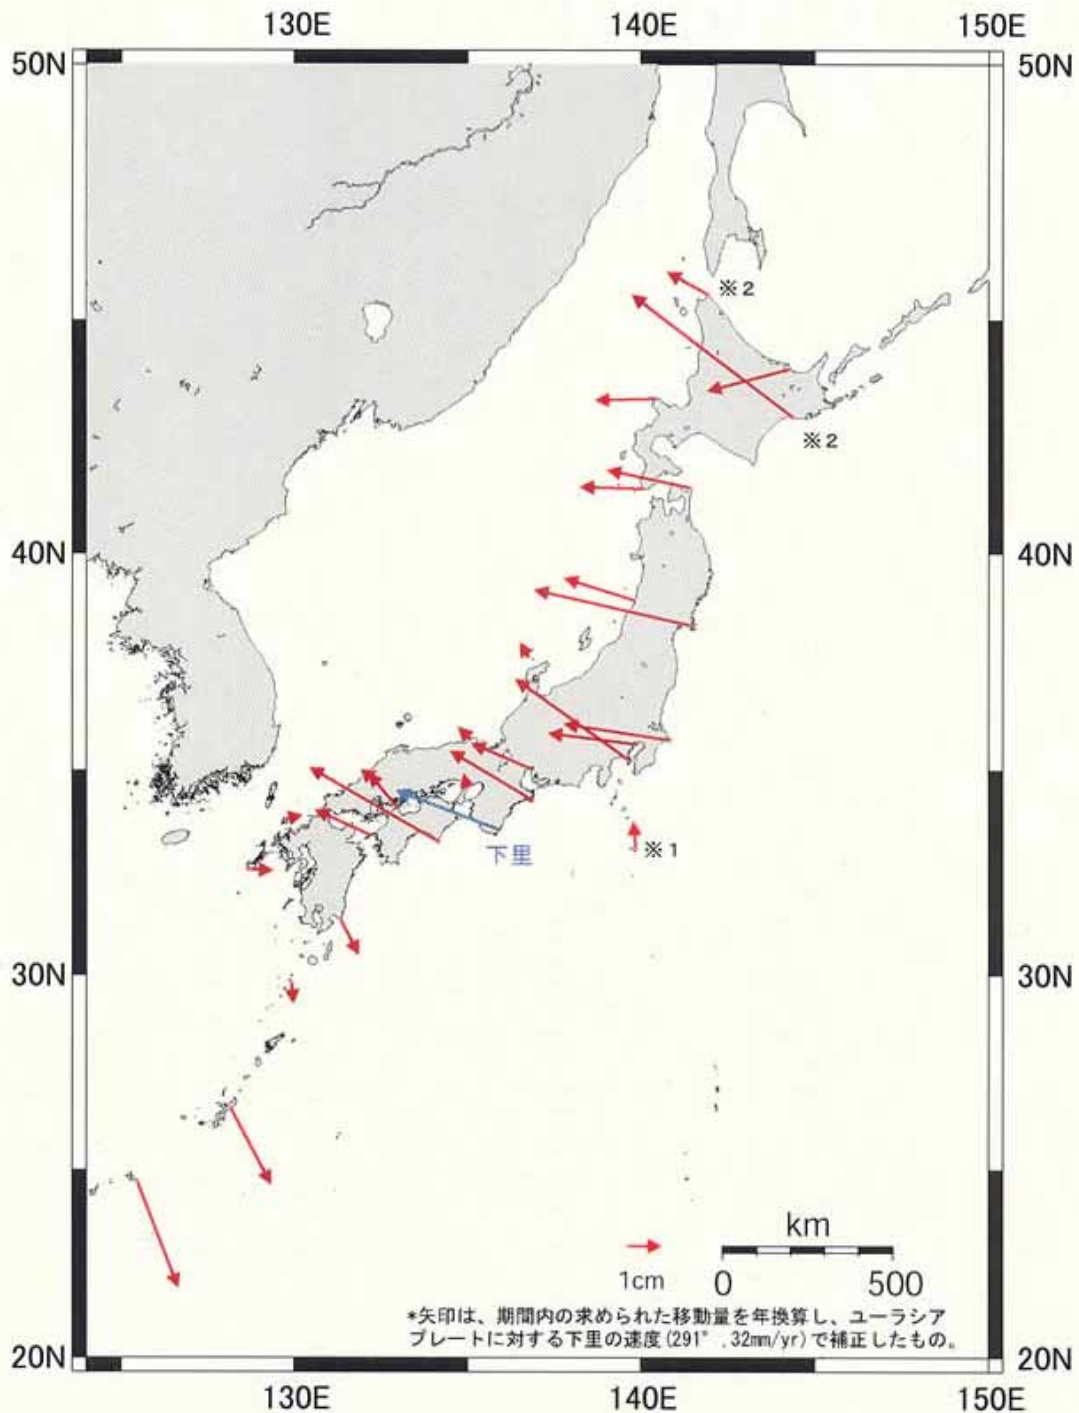 130E 140E 150E
50N 50N
※2
※2
40N 40N
※1
下里
30N 30N
km
1cm 0 500
*矢印は、期間内の求められた移動量を年換算し、ユーラシア
プレートに対する下里の速度(291°,32mm/yr)で補正したもの。
20N 20N
130E 140E 150E